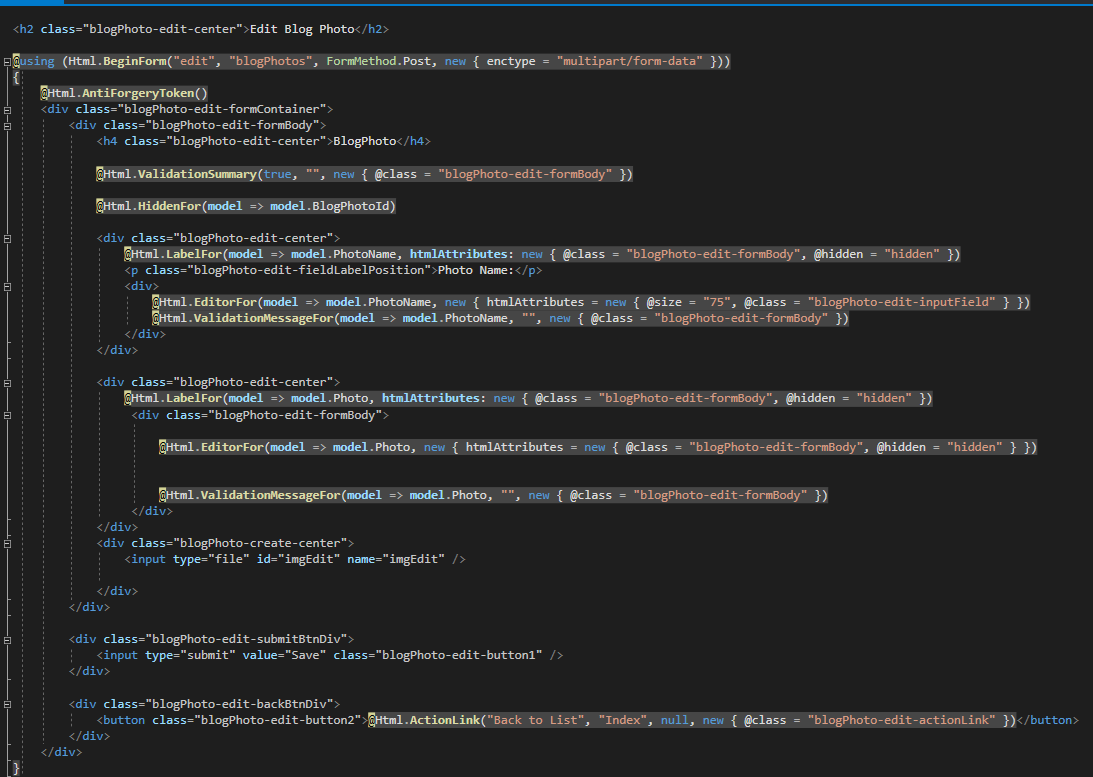 <h2 class="blogPhoto-edit-center">Edit Blog Photo</h2>
@using (Html.BeginForm("edit", "blogPhotos", FormMethod.Post, new { enctype = "multipart/form-data" }))
{
@Html.AntiForgeryToken()
<div class="blogPhoto-edit-formContainer">
<div class="blogPhoto-edit-formBody">
<h4 class="blogPhoto-edit-center">BlogPhoto</h4>
@Html.ValidationSummary(true, "", new { @class = "blogPhoto-edit-formBody" })
@Html.HiddenFor(model => model.BlogPhotoId)
<div class="blogPhoto-edit-center">
@Html.LabelFor(model => model.PhotoName, htmlAttributes: new { @class = "blogPhoto-edit-formBody", @hidden = "hidden" })
<p class="blogPhoto-edit-fieldLabelPosition">Photo Name:</p>
<div>
@Html.EditorFor(model => model.PhotoName, new { htmlAttributes = new { @size = "75", @class = "blogPhoto-edit-inputField" } })
@Html.ValidationMessageFor(model => model.PhotoName, "", new { @class = "blogPhoto-edit-formBody" })
</div>
</div>
<div class="blogPhoto-edit-center">
@Html.LabelFor(model => model.Photo, htmlAttributes: new { @class = "blogPhoto-edit-formBody", @hidden = "hidden" })
<div class="blogPhoto-edit-formBody">
@Html.EditorFor(model => model.Photo, new { htmlAttributes = new { @class = "blogPhoto-edit-formBody", @hidden = "hidden" } })
@Html.ValidationMessageFor(model => model.Photo, "", new { @class = "blogPhoto-edit-formBody" })
</div>
</div>
<div class="blogPhoto-create-center">
<input type="file" id="imgEdit" name="imgEdit" />
</div>
</div>
<div class="blogPhoto-edit-submitBtnDiv">
<input type="submit" value="Save" class="blogPhoto-edit-button1" />
</div>
<div class="blogPhoto-edit-backBtnDiv">
<button class="blogPhoto-edit-button2">@Html.ActionLink("Back to List", "Index", null, new { @class = "blogPhoto-edit-actionLink" })</button>
</div>
</div>
}